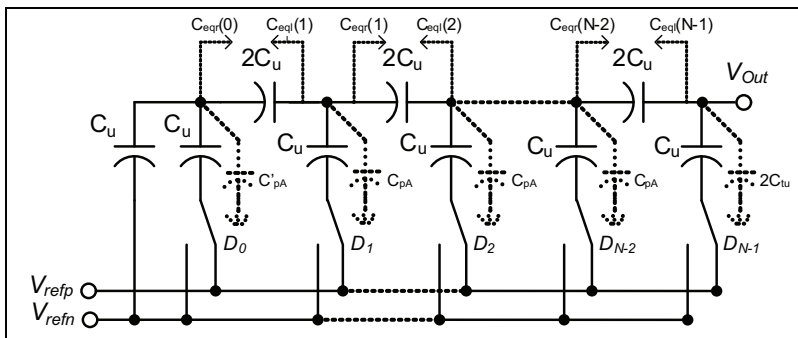 Ceqr(0) Ceql(1) Ceqr(1) Ceql(2) Ceqr(N-2) Ceql(N-1)
2Cu 2Cu 2Cu VOut
Cu Cu Cu Cu Cu Cu
C'pA CpA CpA CpA 2Ctu
D0 D1 D2 DN-2 DN-1
Vrefp
Vrefn